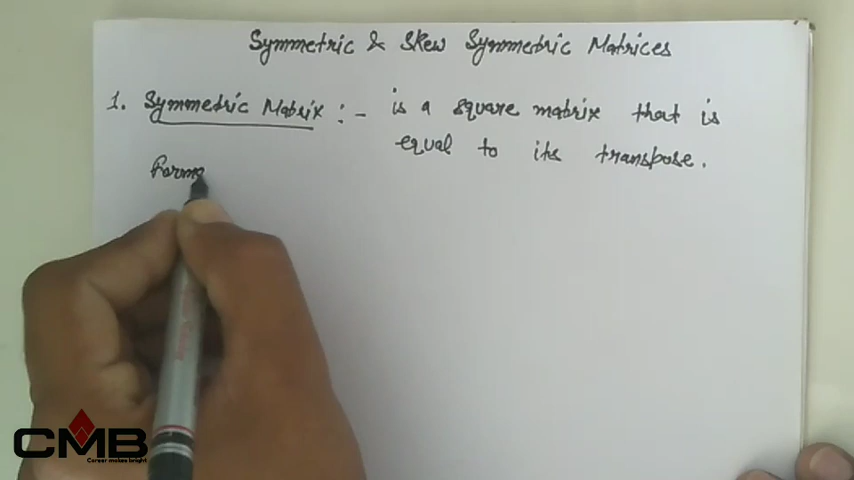 Symmetric & Skew Symmetric Matrices
1. Symmetric Matrix :- is a square matrix that is
equal to its transpose.
Forma
CMB
Career makes bright